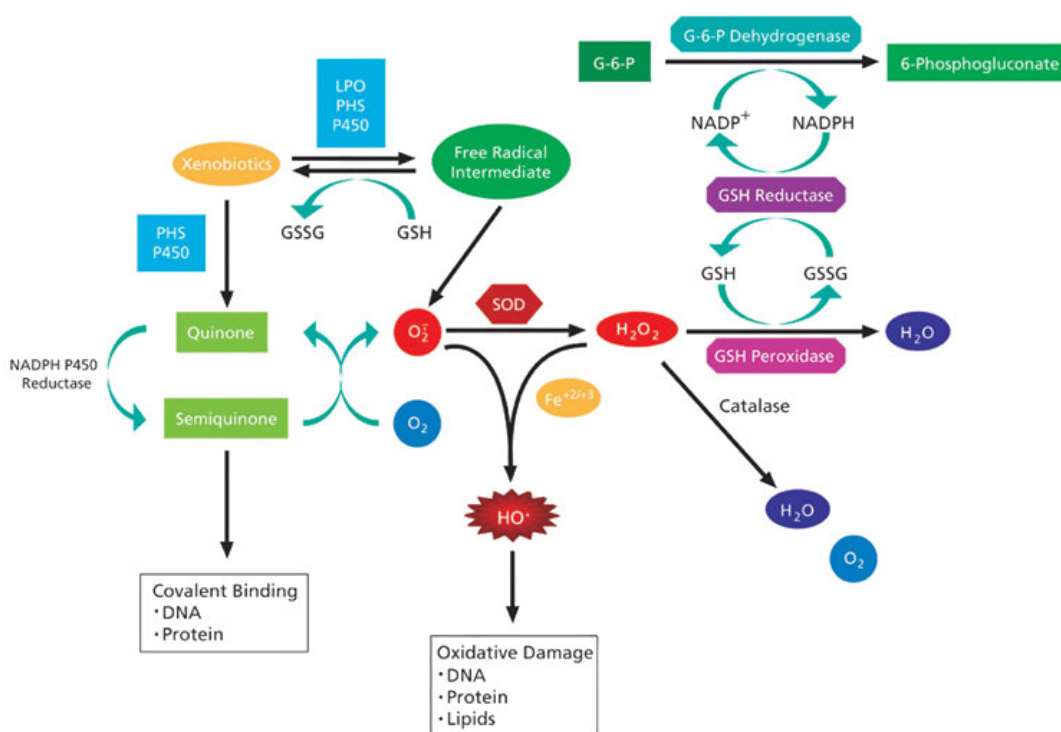 G-6-P Dehydrogenase
G-6-P
6-Phosphogluconate
NADP+
NADPH
LPO
PHS
P450
Xenobiotics
Free Radical
Intermediate
GSSG
GSH
GSH Reductase
PHS
P450
GSH
GSSG
SOD
Quinone
O2-̇
H2O2
H2O
GSH Peroxidase
NADPH P450
Reductase
Fe+2/+3
Catalase
Semiquinone
O2
H2O
HO·
O2
Covalent Binding
·DNA
·Protein
Oxidative Damage
·DNA
·Protein
·Lipids